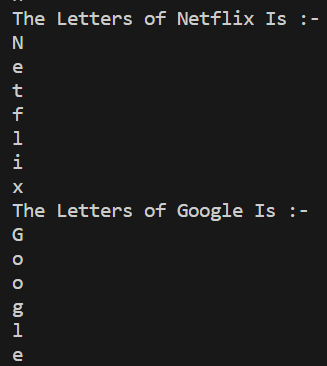 The Letters of Netflix Is :-
N
e
t
f
l
i
x
The Letters of Google Is :-
G
o
o
g
l
e